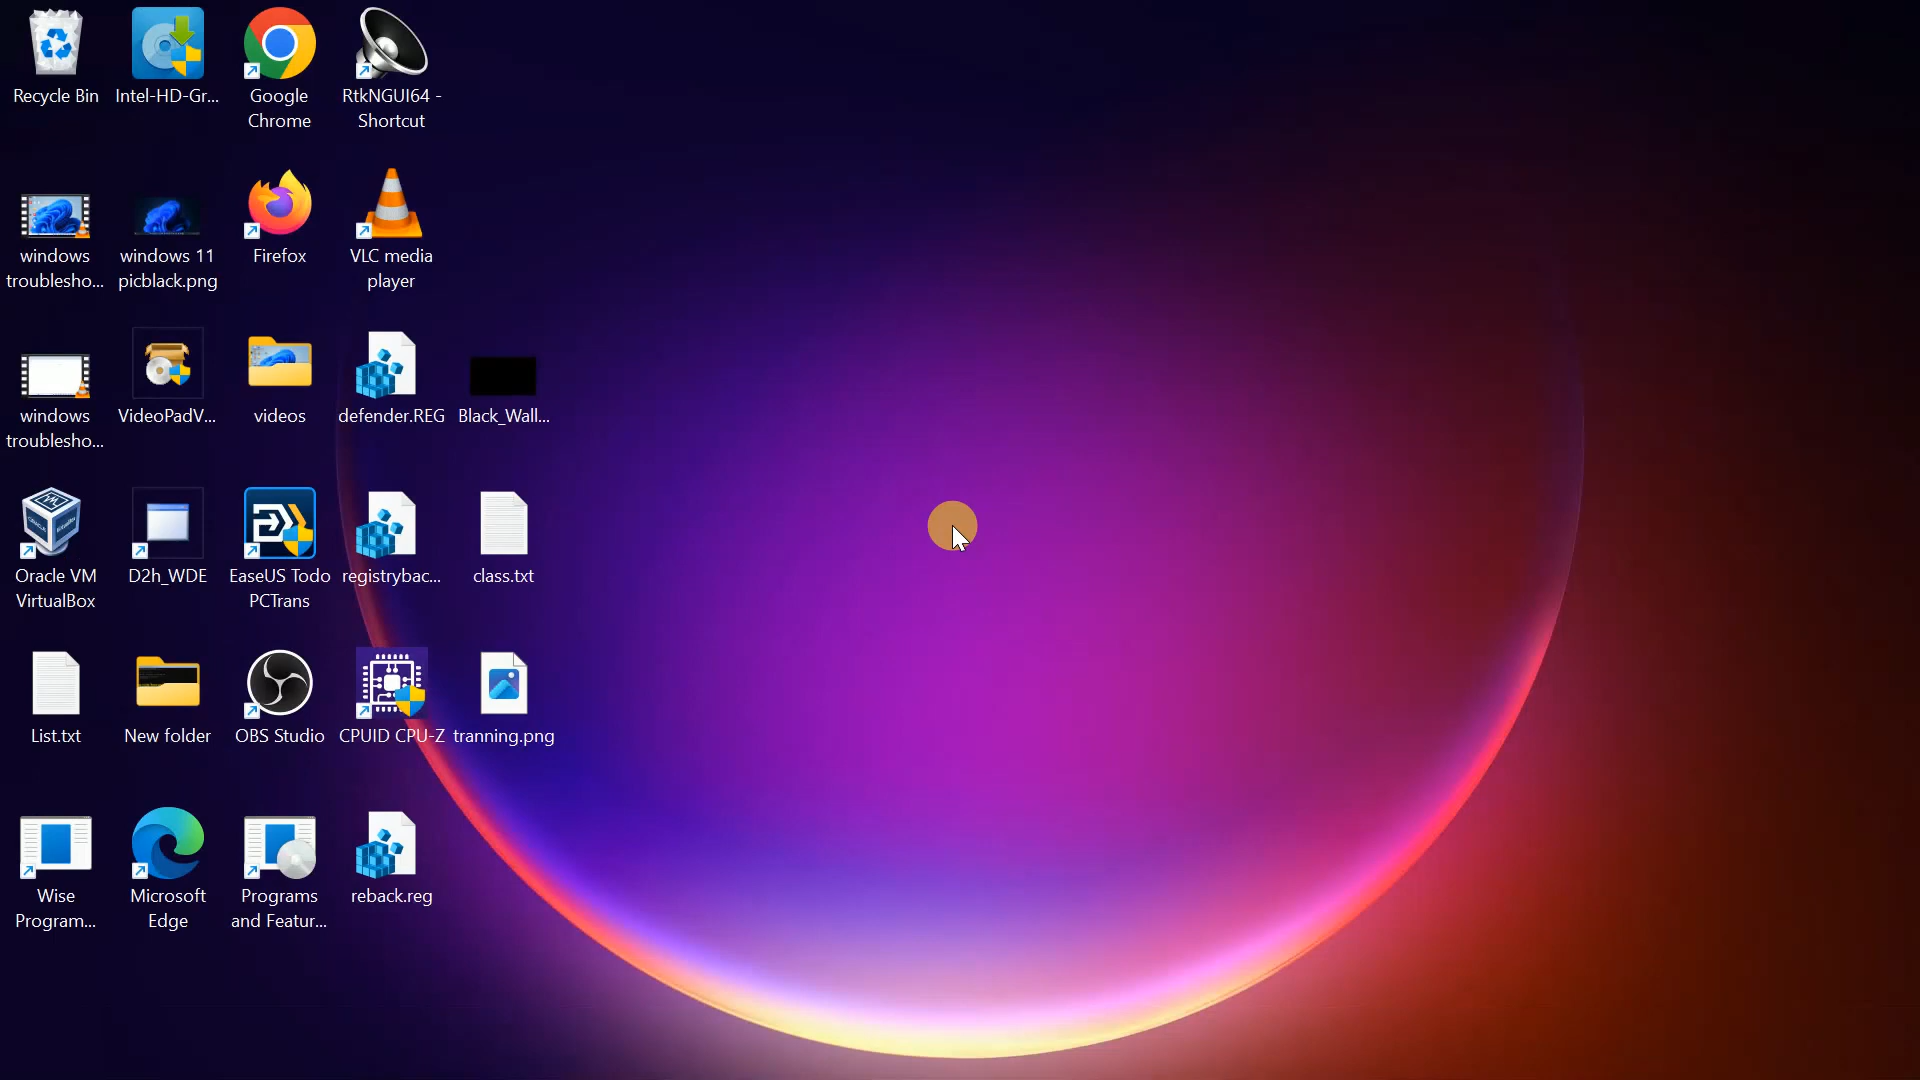 Recycle Bin
Intel-HD-Gr...
Google
Chrome
RtkNGUI64 -
Shortcut
windows
troublesho...
windows 11
picblack.png
Firefox
VLC media
player
windows
troublesho...
VideoPadV...
videos
defender.REG
Black_Wall...
Oracle VM
VirtualBox
D2h_WDE
EaseUS Todo
PCTrans
registrybac...
class.txt
List.txt
New folder
OBS Studio
CPUID CPU-Z
tranning.png
Wise
Program...
Microsoft
Edge
Programs
and Featur...
reback.reg